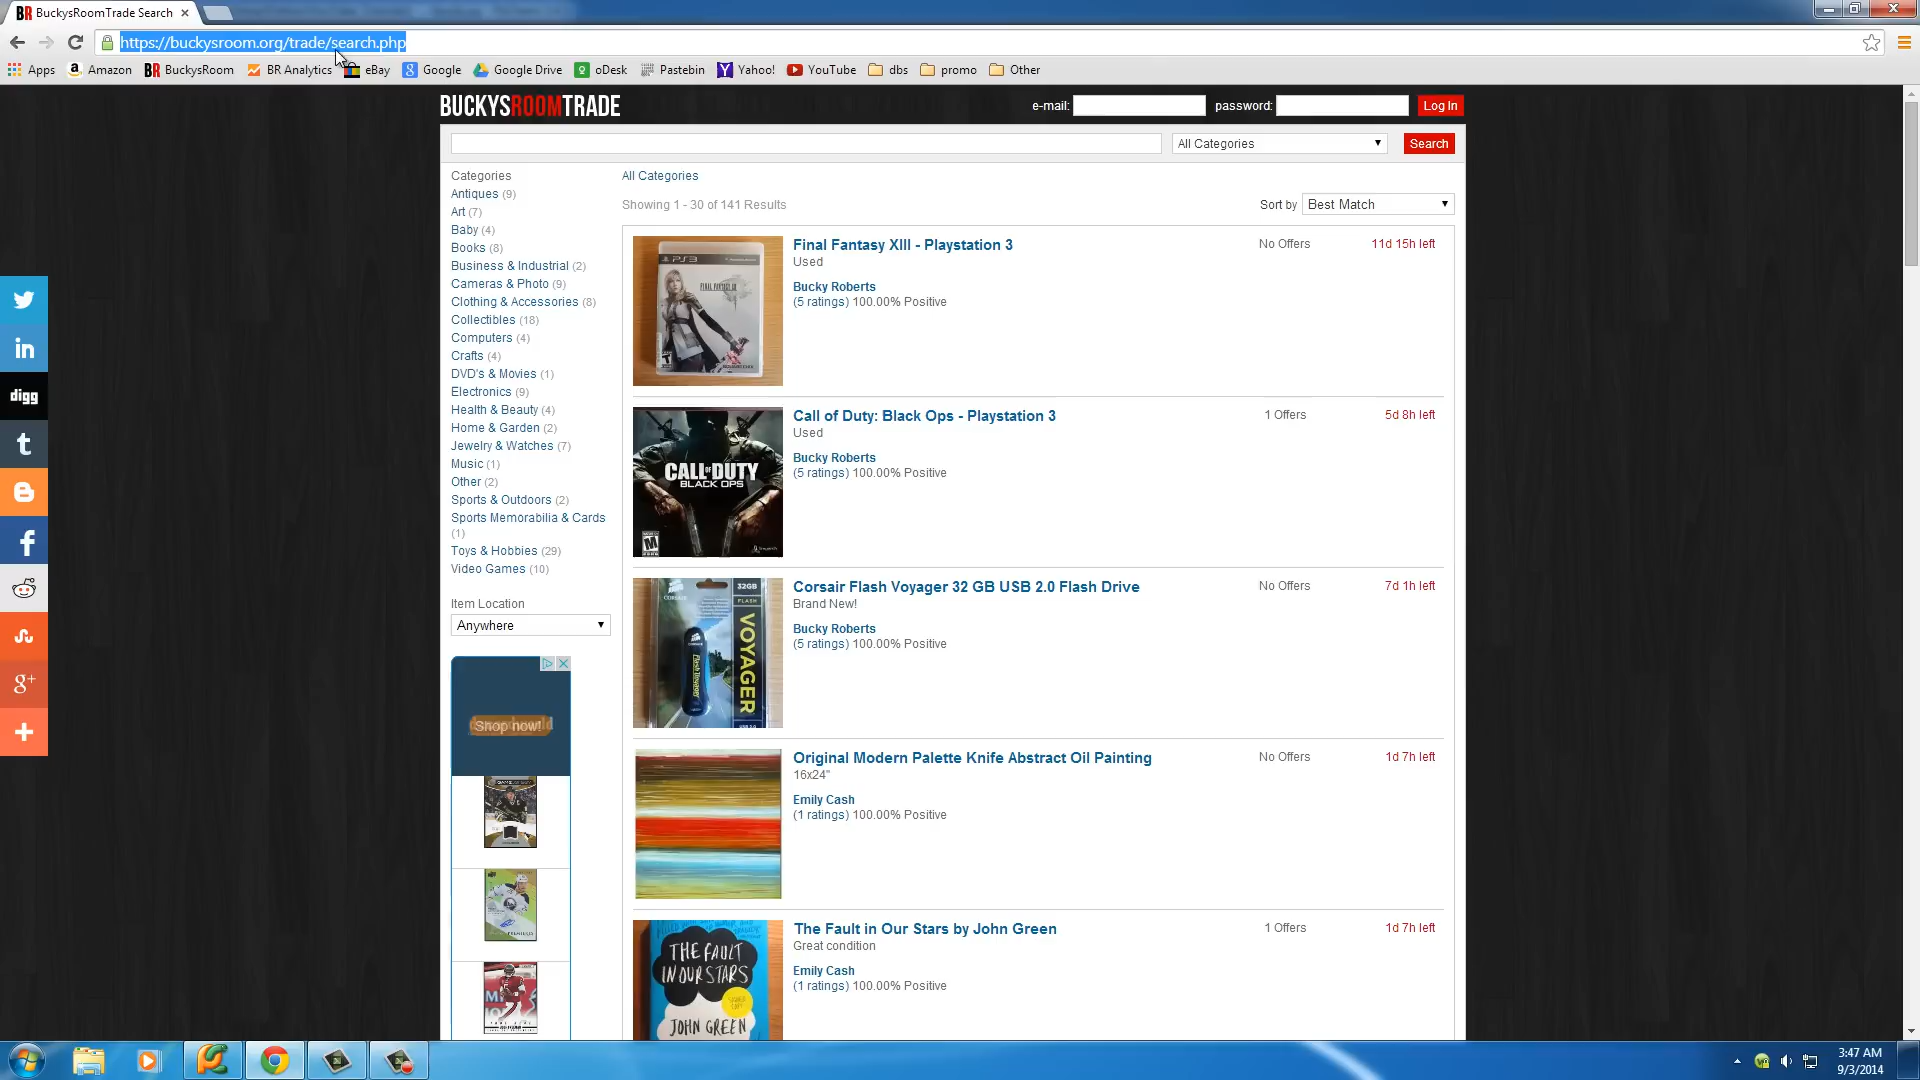 BuckysRoomTrade Search
https://buckysroom.org/trade/search.php
Apps Amazon BuckysRoom BR Analytics eBay Google Google Drive oDesk Pastebin Yahoo! YouTube dbs promo Other
BUCKYSROOMTRADE
e-mail: password: Log In
All Categories Search
Categories
Antiques (9)
Art (7)
Baby (4)
Books (8)
Business & Industrial (2)
Cameras & Photo (9)
Clothing & Accessories (8)
Collectibles (18)
Computers (4)
Crafts (4)
DVD's & Movies (1)
Electronics (9)
Health & Beauty (4)
Home & Garden (2)
Jewelry & Watches (7)
Music (1)
Other (2)
Sports & Outdoors (2)
Sports Memorabilia & Cards
(1)
Toys & Hobbies (29)
Video Games (10)
Item Location
Anywhere
Shop now!
All Categories
Showing 1 - 30 of 141 Results
Sort by Best Match
PS3
FINAL FANTASY XIII
Final Fantasy XIII - Playstation 3
Used
Bucky Roberts
(5 ratings) 100.00% Positive
No Offers
11d 15h left
CALL OF DUTY
BLACK OPS
Call of Duty: Black Ops - Playstation 3
Used
Bucky Roberts
(5 ratings) 100.00% Positive
1 Offers
5d 8h left
32GB
FLASH
VOYAGER
Corsair Flash Voyager 32 GB USB 2.0 Flash Drive
Brand New!
Bucky Roberts
(5 ratings) 100.00% Positive
No Offers
7d 1h left
Original Modern Palette Knife Abstract Oil Painting
16x24"
Emily Cash
(1 ratings) 100.00% Positive
No Offers
1d 7h left
THE FAULT
IN OUR STARS
JOHN GREEN
The Fault in Our Stars by John Green
Great condition
Emily Cash
(1 ratings) 100.00% Positive
1 Offers
1d 7h left
digg
3:47 AM
9/3/2014